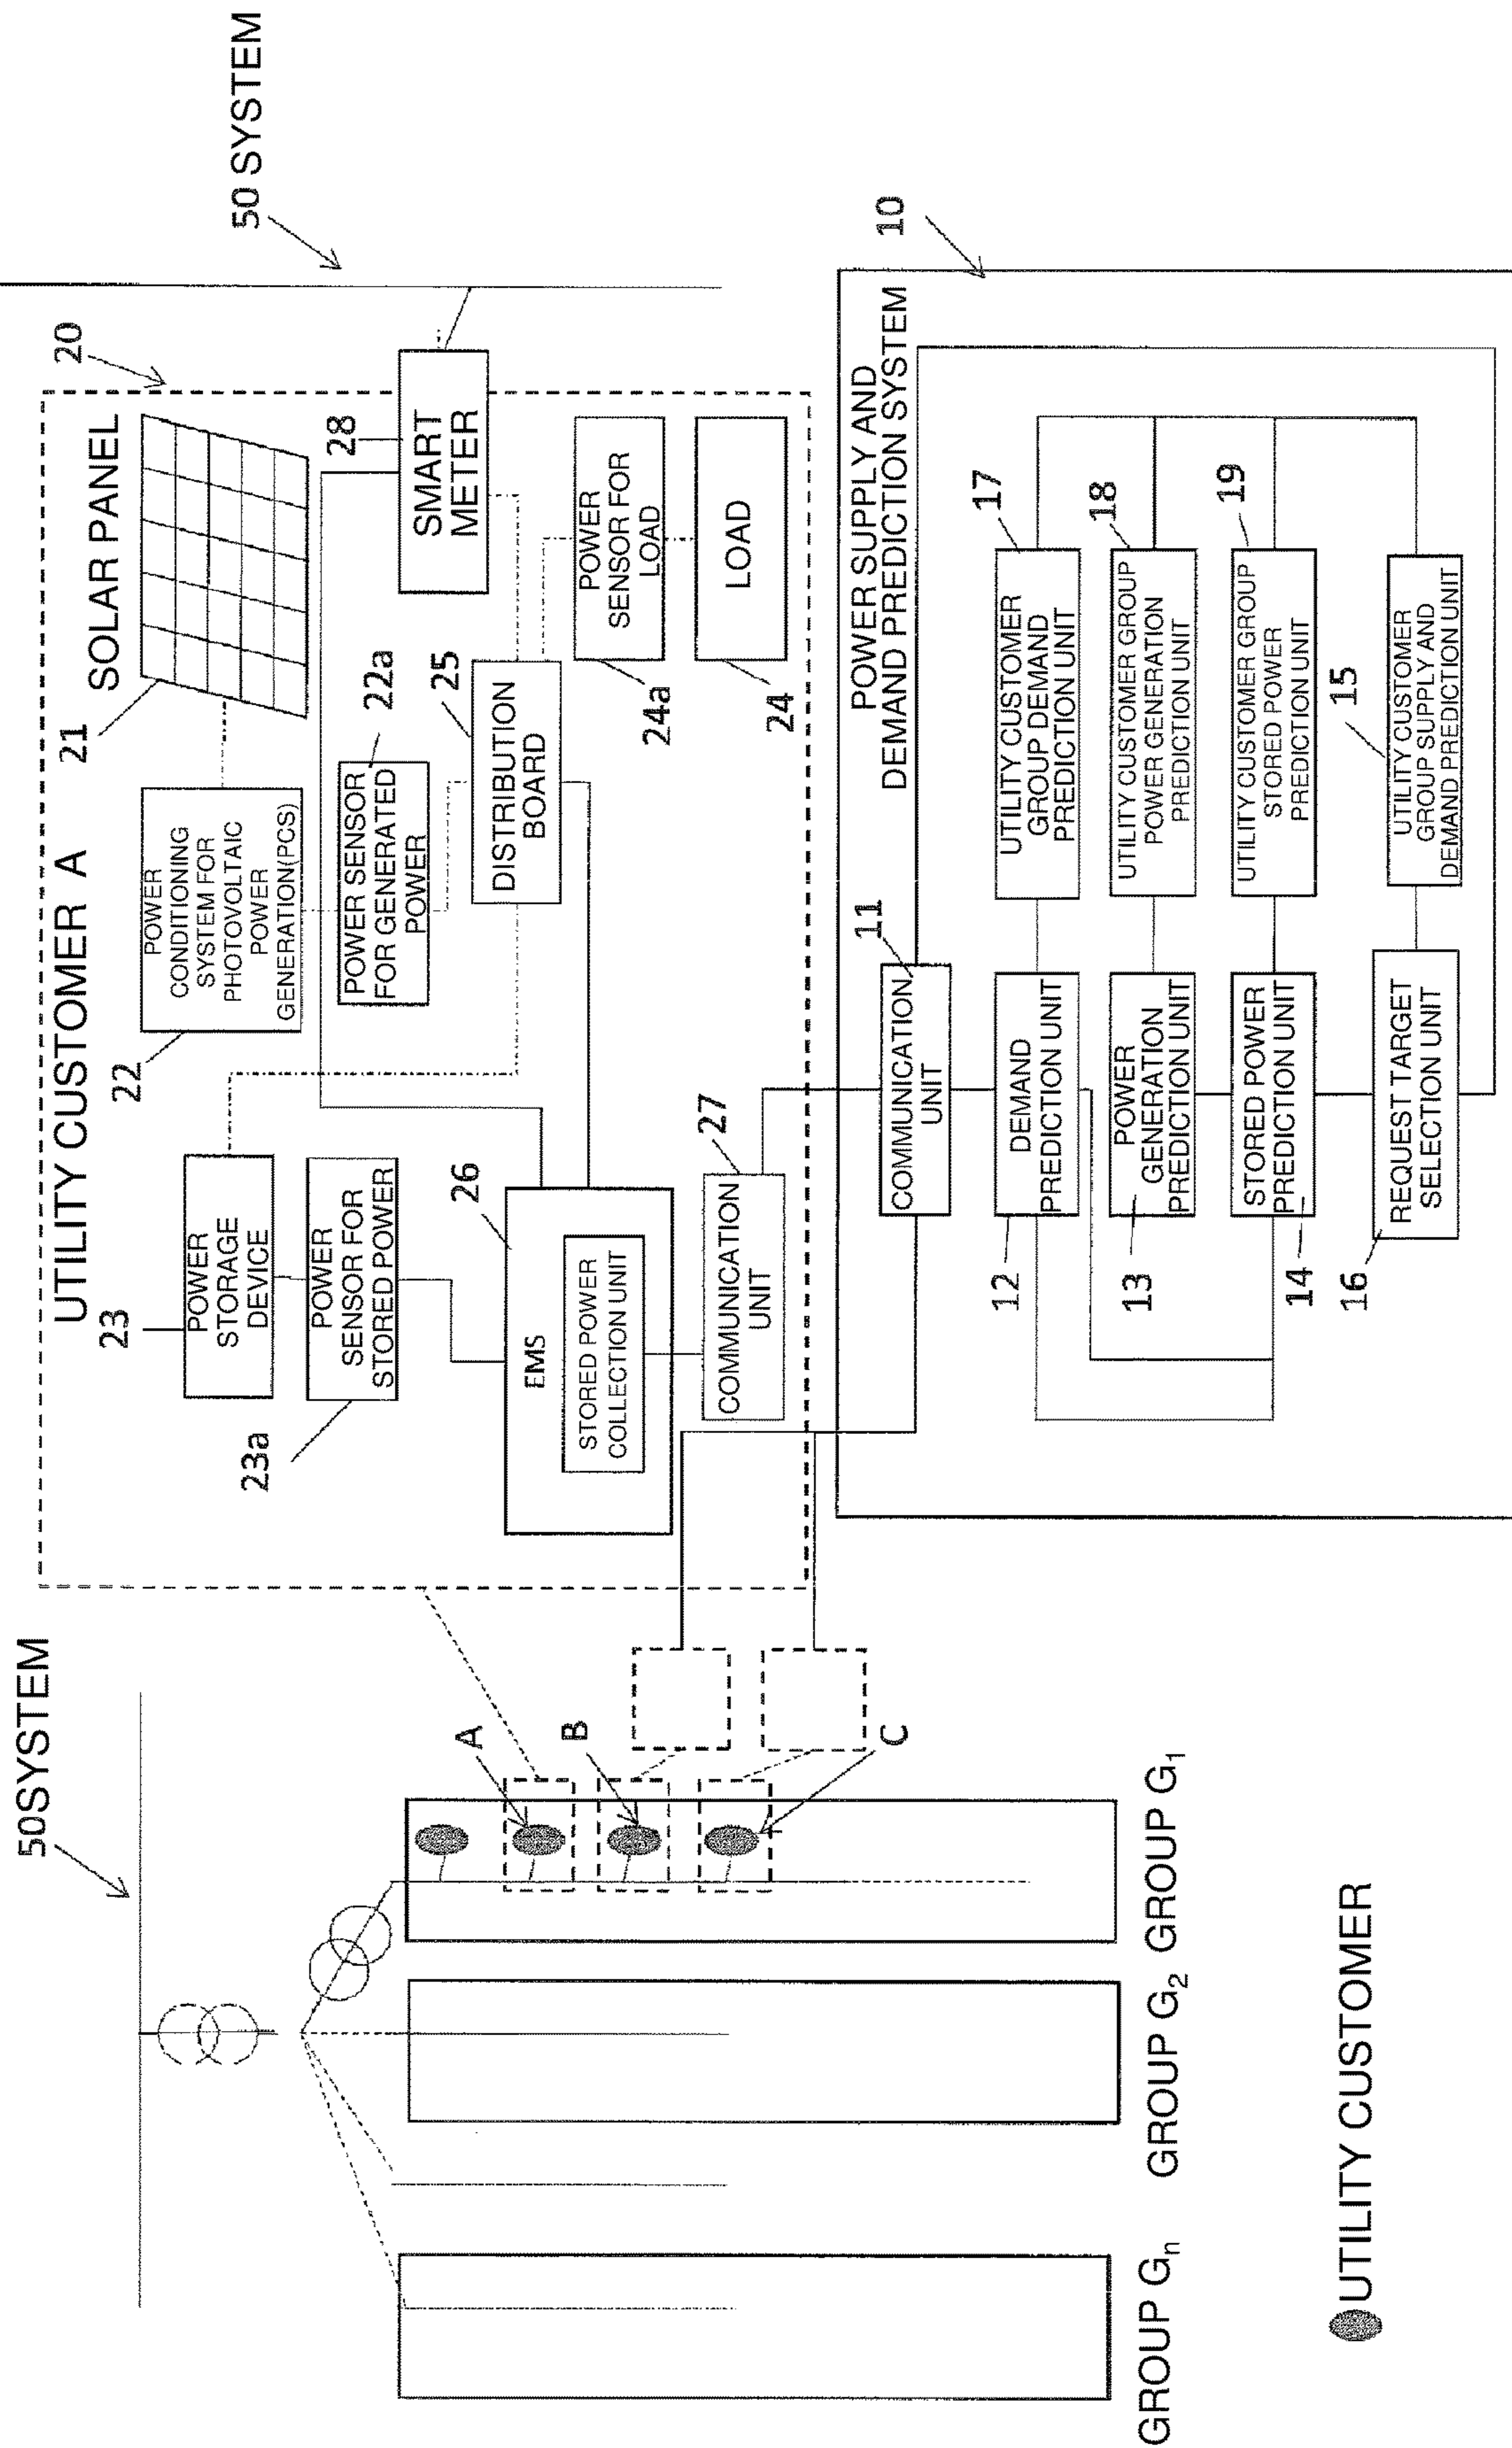 50SYSTEM
GROUP Gn
GROUP G2
GROUP G1
A
B
C
UTILITY CUSTOMER
UTILITY CUSTOMER A
20
50 SYSTEM
23
POWER
STORAGE
DEVICE
23a
POWER
SENSOR FOR
STORED POWER
22
POWER
CONDITIONING
SYSTEM FOR
PHOTOVOLTAIC
POWER
GENERATION(PCS)
21
SOLAR PANEL
POWER SENSOR
FOR GENERATED
POWER
22a
28
SMART
METER
25
DISTRIBUTION
BOARD
26
EMS
STORED POWER
COLLECTION UNIT
POWER
SENSOR FOR
LOAD
24a
LOAD
24
COMMUNICATION
UNIT
27
POWER SUPPLY AND
DEMAND PREDICTION SYSTEM
10
COMMUNICATION
UNIT
11
12
DEMAND
PREDICTION UNIT
UTILITY CUSTOMER
GROUP DEMAND
PREDICTION UNIT
17
13
POWER
GENERATION
PREDICTION UNIT
UTILITY CUSTOMER GROUP
POWER GENERATION
PREDICTION UNIT
18
14
STORED POWER
PREDICTION UNIT
UTILITY CUSTOMER GROUP
STORED POWER
PREDICTION UNIT
19
16
REQUEST TARGET
SELECTION UNIT
15
UTILITY CUSTOMER
GROUP SUPPLY AND
DEMAND PREDICTION UNIT